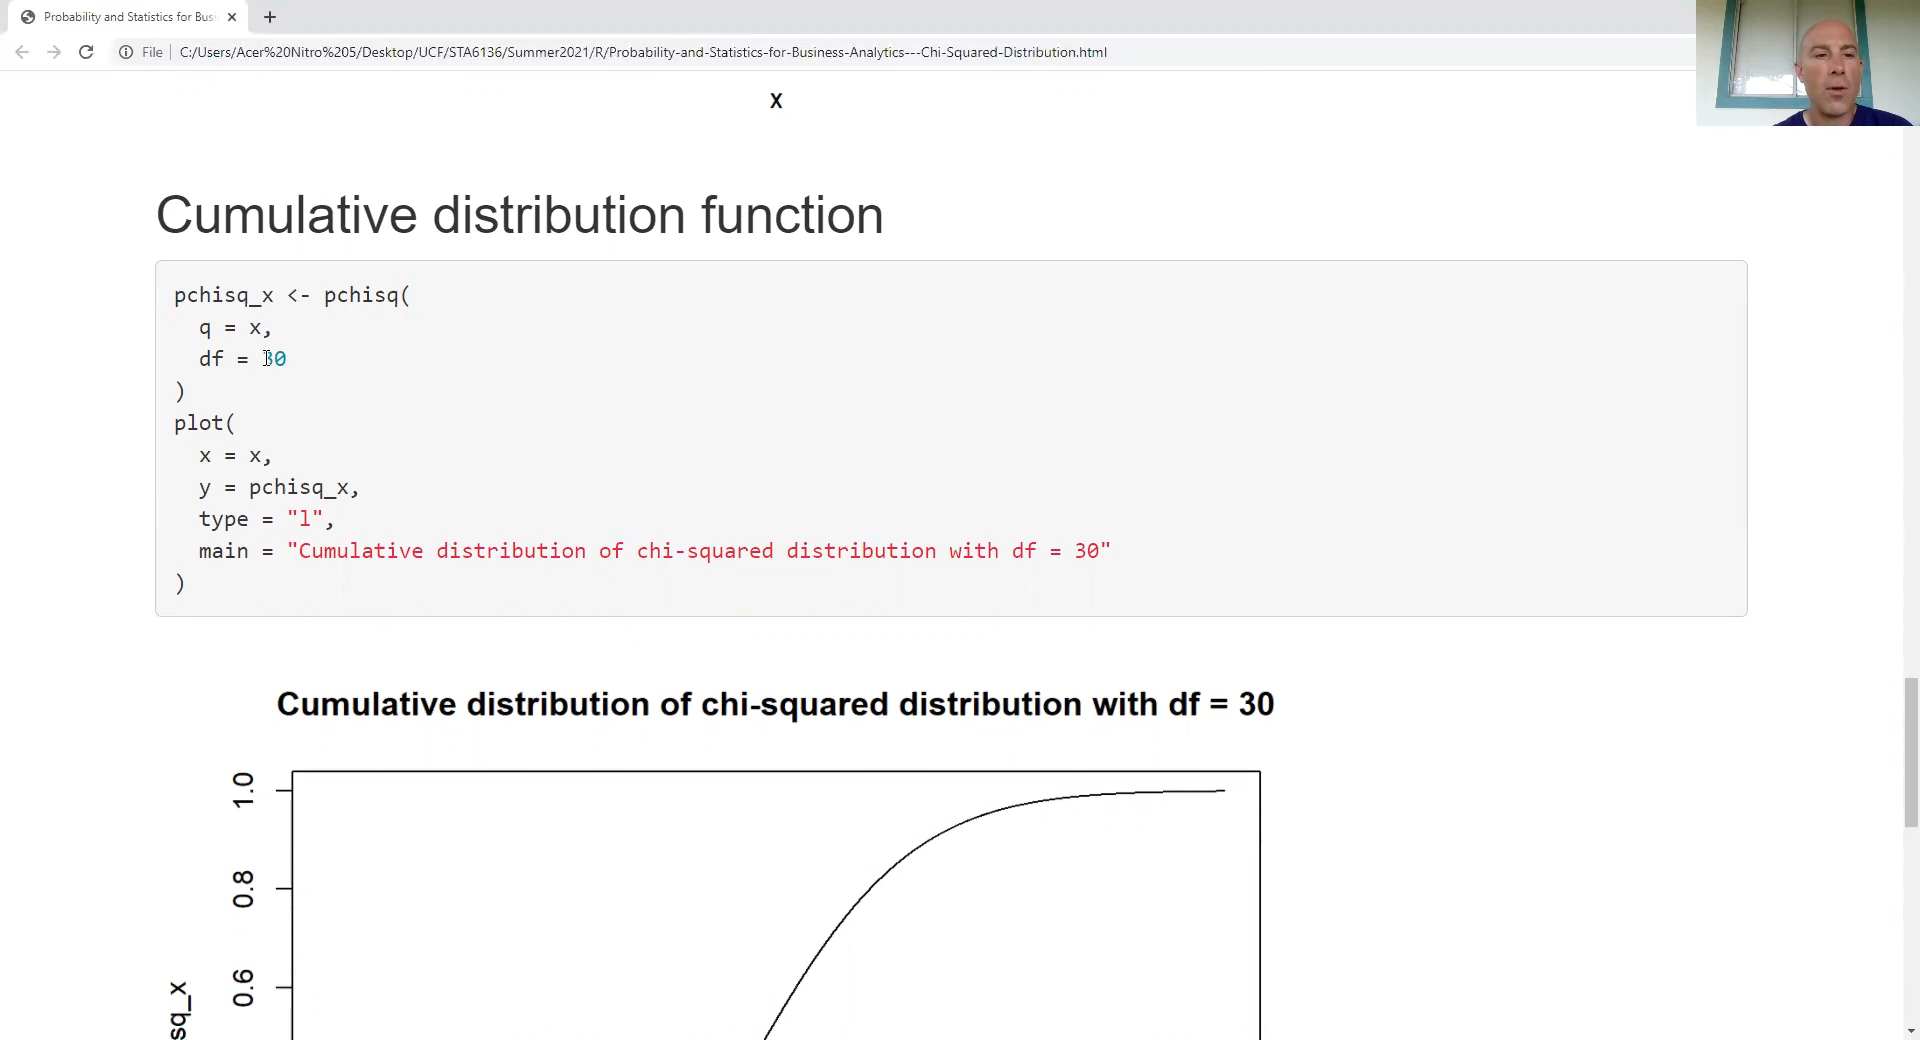 Probability and Statistics for Busi
File
C:/Users/Acer%20Nitro%205/Desktop/UCF/STA6136/Summer2021/R/Probability-and-Statistics-for-Business-Analytics---Chi-Squared-Distribution.html
x
Cumulative distribution function
pchisq_x <- pchisq(
  q = x,
  df = 30
)
plot(
  x = x,
  y = pchisq_x,
  type = "l",
  main = "Cumulative distribution of chi-squared distribution with df = 30"
)
Cumulative distribution of chi-squared distribution with df = 30
1.0
0.8
0.6
sq_x